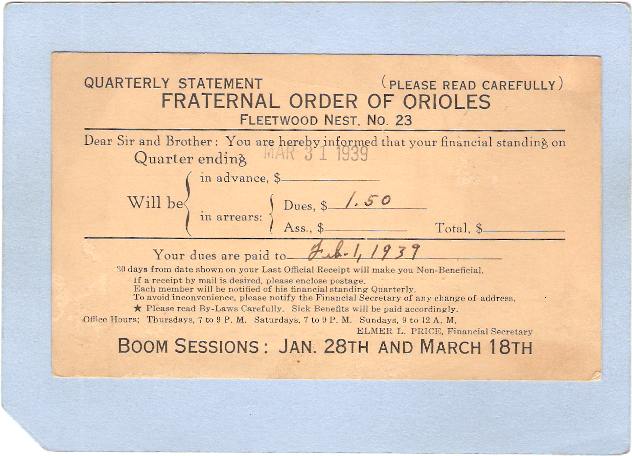 QUARTERLY STATEMENT (PLEASE READ CAREFULLY)
FRATERNAL ORDER OF ORIOLES
FLEETWOOD NEST. NO. 23
Dear Sir and Brother: You are hereby informed that your financial standing on
Quarter ending MAR 31 1939
in advance, $
Will be
in arrears: Dues, $ 1.50
Ass., $ Total, $
Your dues are paid to Feb. 1, 1939
30 days from date shown on your Last Official Receipt will make you Non-Beneficial.
if a receipt by mail is desired, please enclose postage.
Each member will be notified of his financial standing Quarterly.
To avoid inconvenience, please notify the Financial Secretary of any change of address,
★ Please read By-Laws Carefully. Sick Benefits will be paid accordingly.
Office Hours; Thursdays, 7 to 9 P. M. Saturdays, 7 to 9 P. M. Sundays, 9 to 12 A. M,
ELMER L. PRICE, Financial Secretary
BOOM SESSIONS: JAN. 28TH AND MARCH 18TH